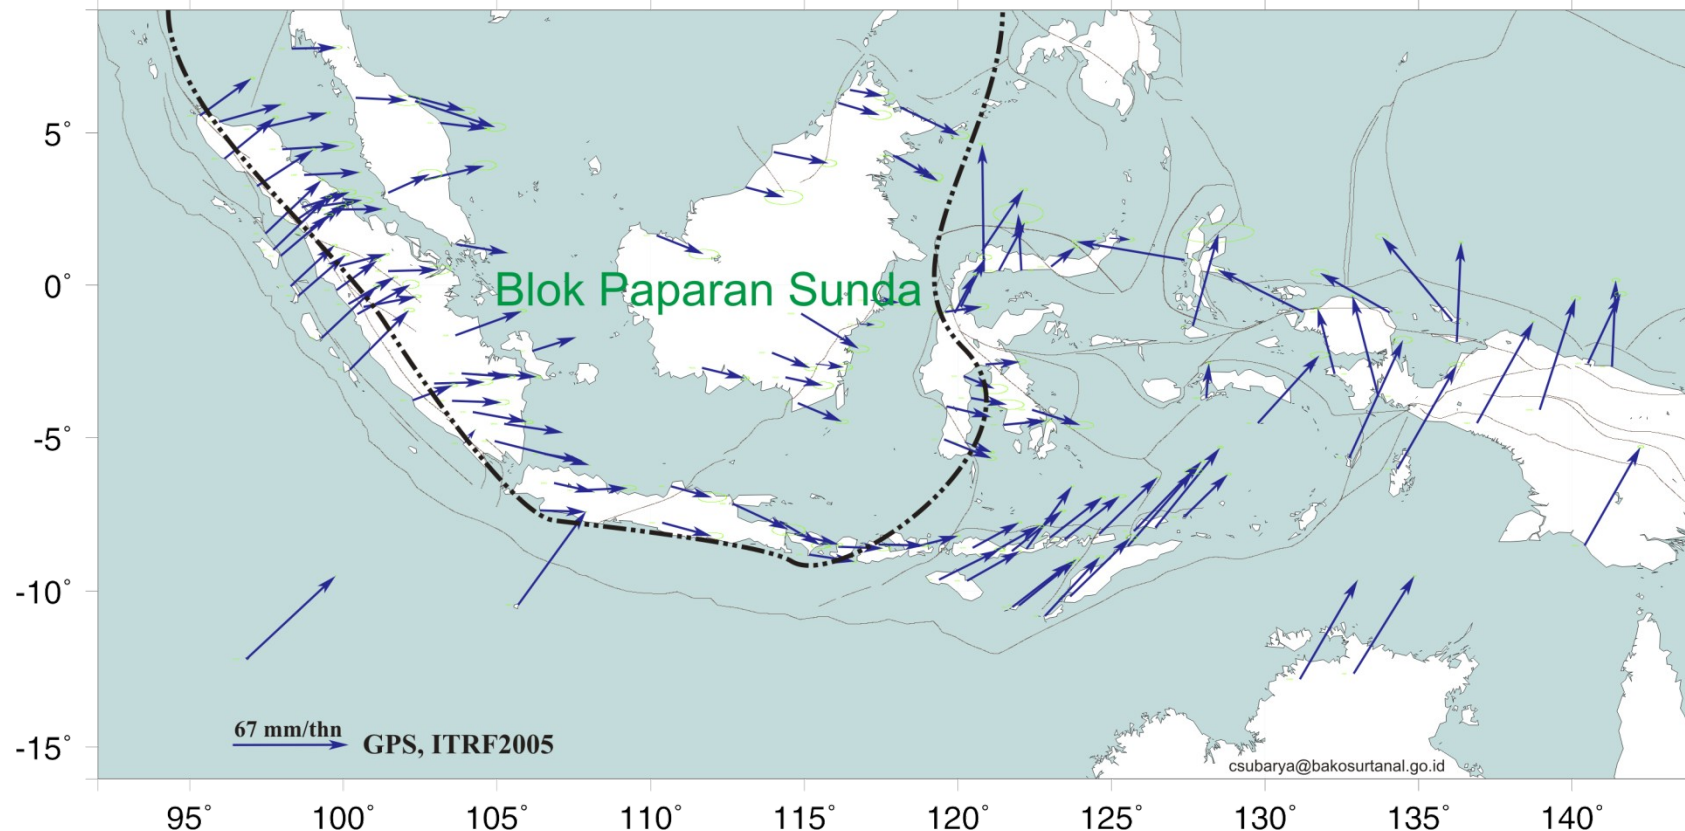 5°
0°
-5°
-10°
-15°
Blok Paparan Sunda
67 mm/thn
GPS, ITRF2005
csubarya@bakosurtanal.go.id
95° 100° 105° 110° 115° 120° 125° 130° 135° 140°